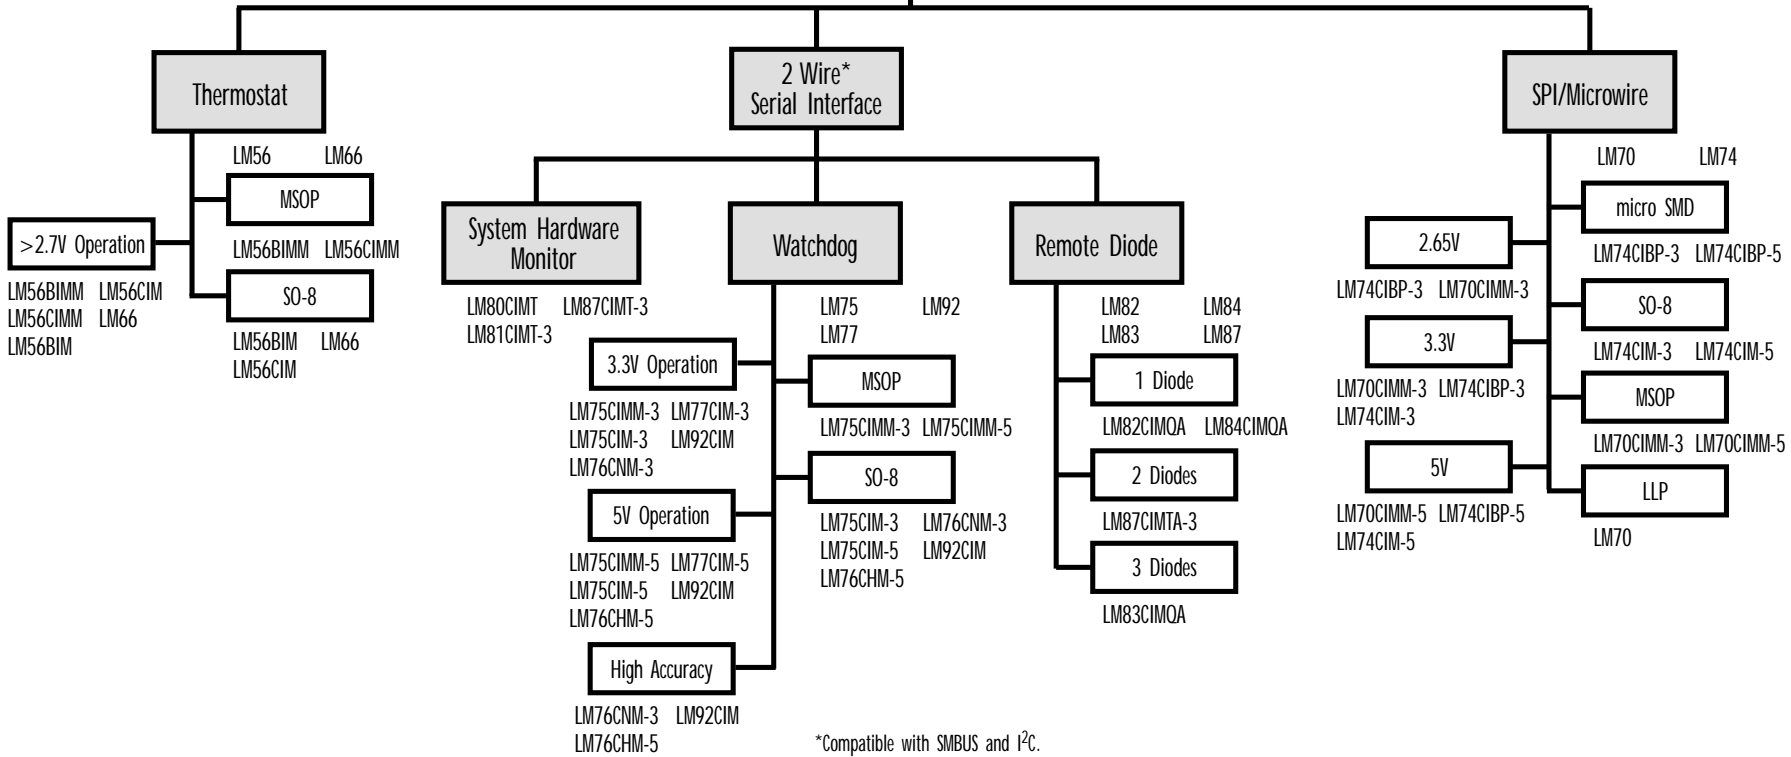 Thermostat
LM56 LM66
MSOP
>2.7V Operation
LM56BIMM LM56CIMM
LM56BIMM LM56CIM
LM56CIMM LM66
LM56BIM
SO-8
LM56BIM LM66
LM56CIM
2 Wire*
Serial Interface
System Hardware
Monitor
LM80CIMT LM87CIMT-3
LM81CIMT-3
Watchdog
LM75 LM92
LM77
3.3V Operation
LM75CIMM-3 LM77CIM-3
LM75CIM-3 LM92CIM
LM76CNM-3
5V Operation
LM75CIMM-5 LM77CIM-5
LM75CIM-5 LM92CIM
LM76CHM-5
High Accuracy
LM76CNM-3 LM92CIM
LM76CHM-5
MSOP
LM75CIMM-3 LM75CIMM-5
SO-8
LM75CIM-3 LM76CNM-3
LM75CIM-5 LM92CIM
LM76CHM-5
Remote Diode
LM82 LM84
LM83 LM87
1 Diode
LM82CIMQA LM84CIMQA
2 Diodes
LM87CIMTA-3
3 Diodes
LM83CIMQA
SPI/Microwire
LM70 LM74
2.65V
LM74CIBP-3 LM70CIMM-3
3.3V
LM70CIMM-3 LM74CIBP-3
LM74CIM-3
5V
LM70CIMM-5 LM74CIBP-5
LM74CIM-5
micro SMD
LM74CIBP-3 LM74CIBP-5
SO-8
LM74CIM-3 LM74CIM-5
MSOP
LM70CIMM-3 LM70CIMM-5
LLP
LM70
*Compatible with SMBUS and I²C.